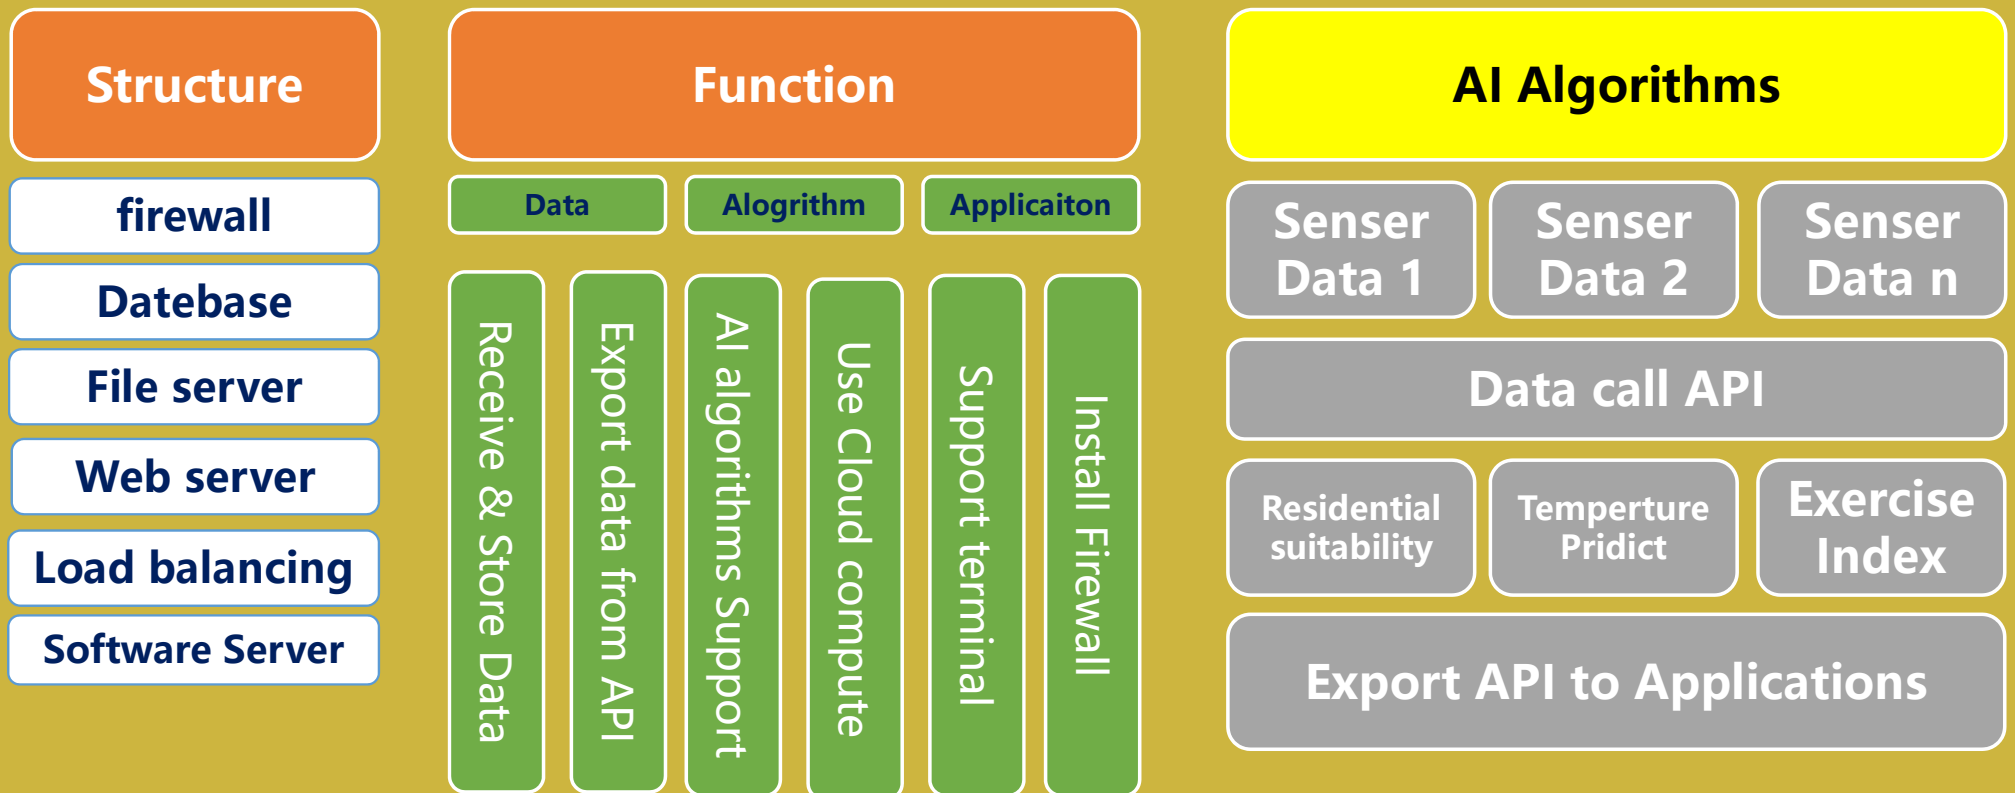 Structure
firewall
Datebase
File server
Web server
Load balancing
Software Server
Function
Data
Alogrithm
Applicaiton
Receive & Store Data
Export data from API
AI algorithms Support
Use Cloud compute
Support terminal
Install Firewall
AI Algorithms
Senser
Data 1
Senser
Data 2
Senser
Data n
Data call API
Residential
suitability
Temperture
Pridict
Exercise
Index
Export API to Applications